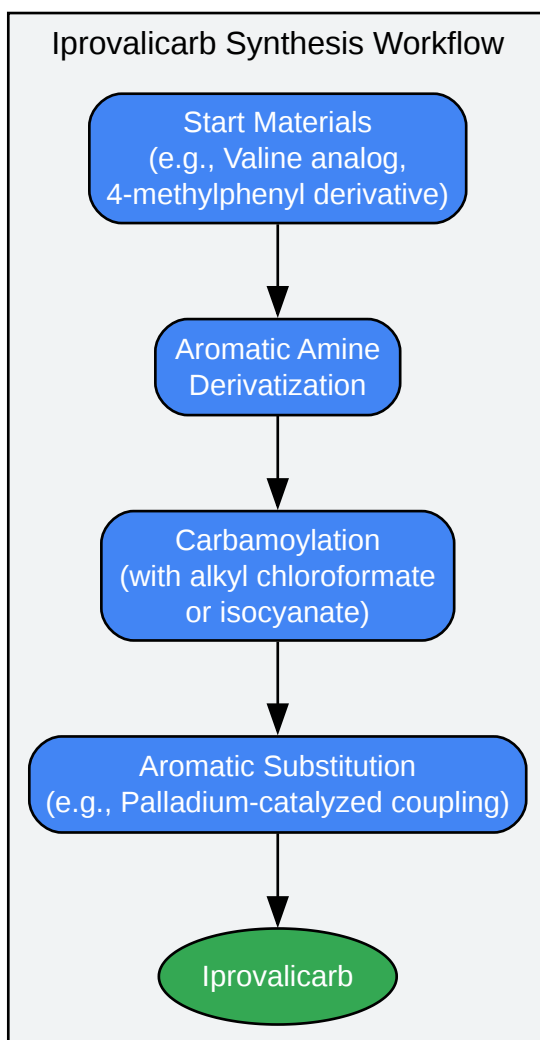 Iprovalicarb Synthesis Workflow
Start Materials
(e.g., Valine analog,
4-methylphenyl derivative)
Aromatic Amine
Derivatization
Carbamoylation
(with alkyl chloroformate
or isocyanate)
Aromatic Substitution
(e.g., Palladium-catalyzed coupling)
Iprovalicarb